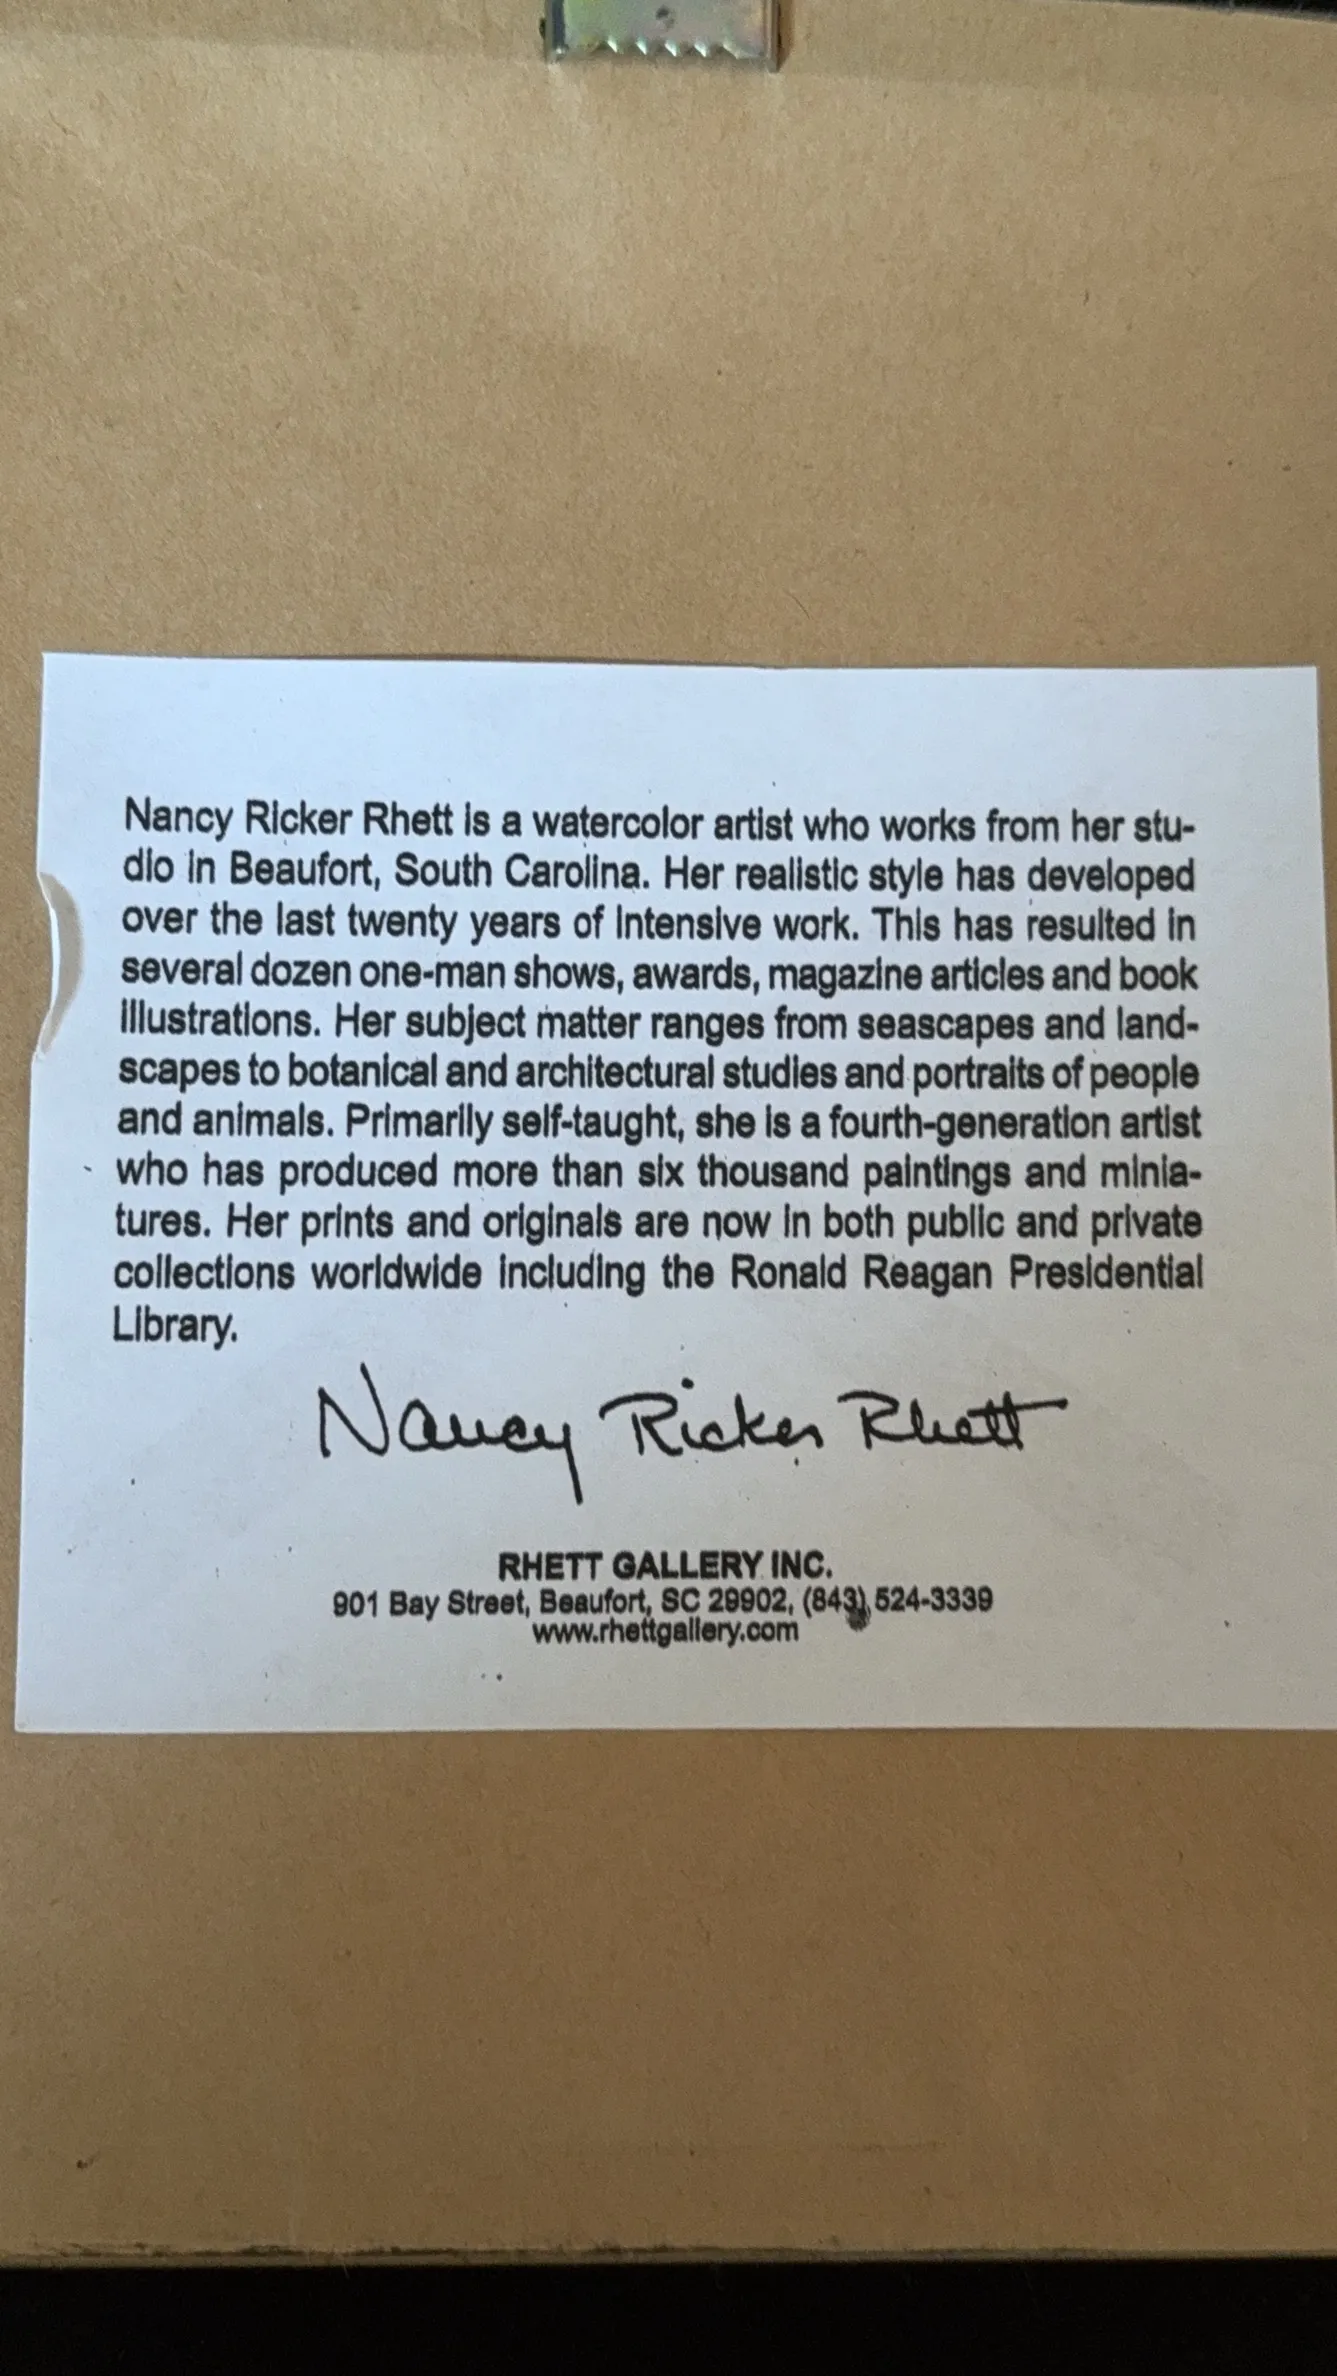 Nancy Ricker Rhett is a watercolor artist who works from her stu-
dio in Beaufort, South Carolina. Her realistic style has developed
over the last twenty years of intensive work. This has resulted in
several dozen one-man shows, awards, magazine articles and book
illustrations. Her subject matter ranges from seascapes and land-
scapes to botanical and architectural studies and portraits of people
and animals. Primarily self-taught, she is a fourth-generation artist
who has produced more than six thousand paintings and minia-
tures. Her prints and originals are now in both public and private
collections worldwide including the Ronald Reagan Presidential
Library.
Nancy Ricker Rhett
RHETT GALLERY INC.
901 Bay Street, Beaufort, SC 29902, (843) 524-3339
www.rhettgallery.com